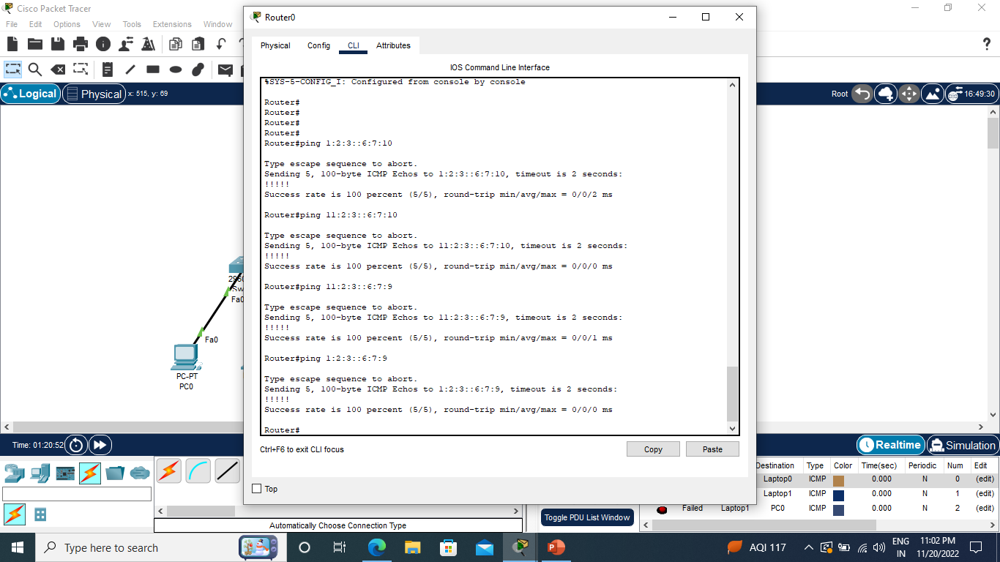 Cisco Packet Tracer
File Edit Options View Tools Extensions Window
Logical
Physical
x: 515, y: 69
Root
16:49:30
Router0
Physical Config CLI Attributes
IOS Command Line Interface
%SYS-5-CONFIG_I: Configured from console by console
Router#
Router#
Router#
Router#
Router#ping 1:2:3::6:7:10
Type escape sequence to abort.
Sending 5, 100-byte ICMP Echos to 1:2:3::6:7:10, timeout is 2 seconds:
!!!!!
Success rate is 100 percent (5/5), round-trip min/avg/max = 0/0/2 ms
Router#ping 11:2:3::6:7:10
Type escape sequence to abort.
Sending 5, 100-byte ICMP Echos to 11:2:3::6:7:10, timeout is 2 seconds:
!!!!!
Success rate is 100 percent (5/5), round-trip min/avg/max = 0/0/0 ms
Router#ping 11:2:3::6:7:9
Type escape sequence to abort.
Sending 5, 100-byte ICMP Echos to 11:2:3::6:7:9, timeout is 2 seconds:
!!!!!
Success rate is 100 percent (5/5), round-trip min/avg/max = 0/0/1 ms
Router#ping 1:2:3::6:7:9
Type escape sequence to abort.
Sending 5, 100-byte ICMP Echos to 1:2:3::6:7:9, timeout is 2 seconds:
!!!!!
Success rate is 100 percent (5/5), round-trip min/avg/max = 0/0/0 ms
Router#
Ctrl+F6 to exit CLI focus
Copy
Paste
Top
Fa0
PC-PT
PC0
Time: 01:20:52
Realtime
Simulation
Destination Type Color Time(sec) Periodic Num Edit
Laptop0 ICMP 0.000 N 0 (edit)
Laptop1 ICMP 0.000 N 1 (edit)
Failed Laptop1 PC0 ICMP 0.000 N 2 (edit)
Toggle PDU List Window
Automatically Choose Connection Type
Type here to search
AQI 117
ENG
IN
11:02 PM
11/20/2022